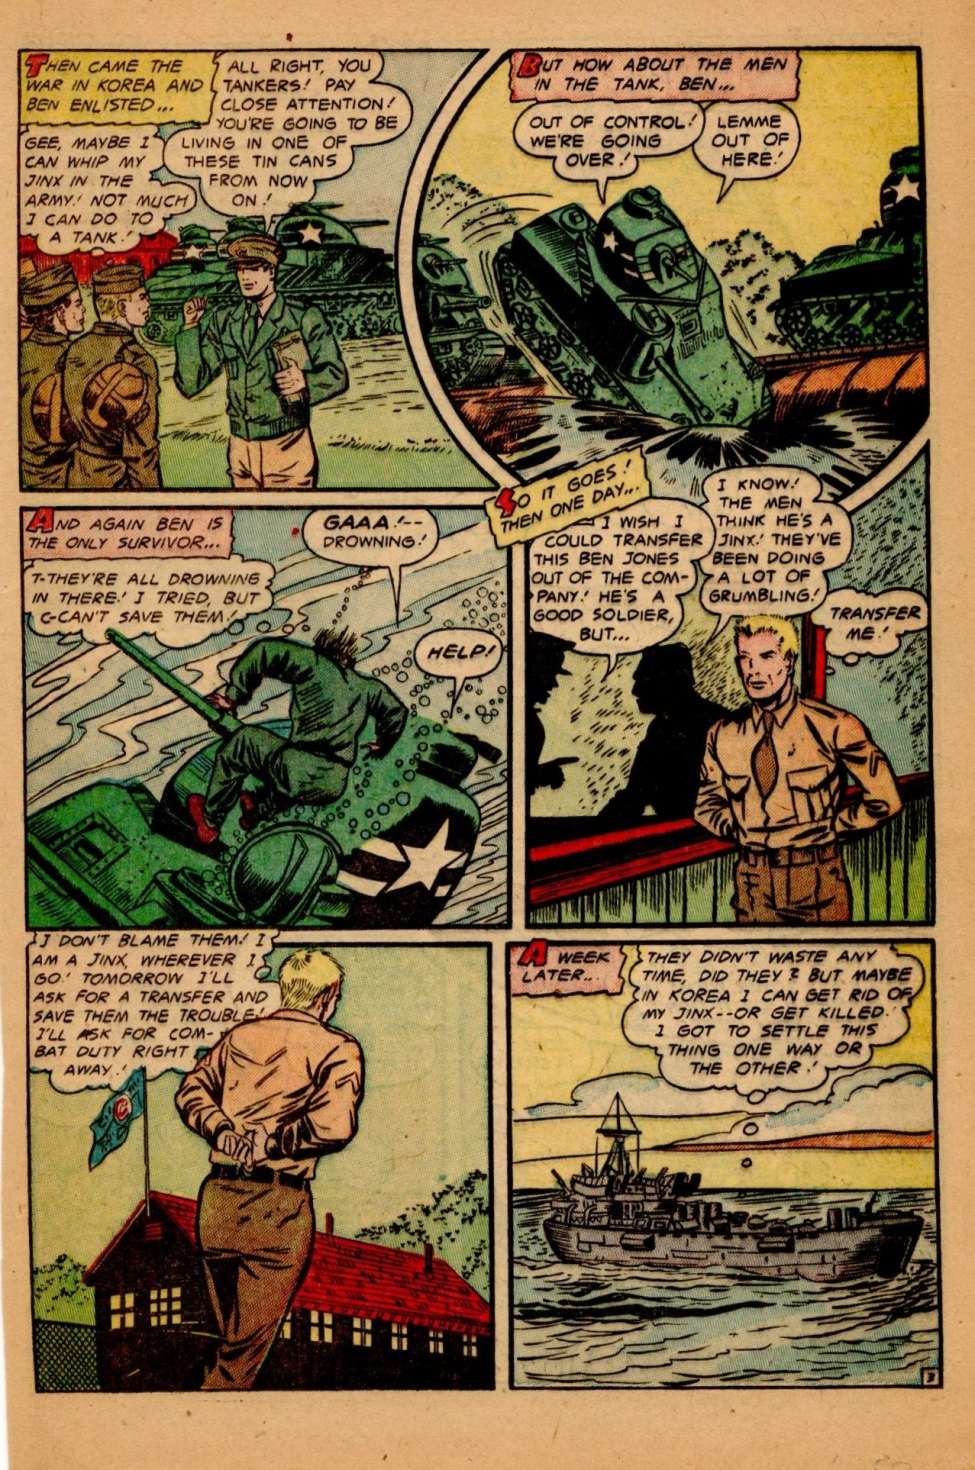 THEN CAME THE
WAR IN KOREA AND
BEN ENLISTED...
ALL RIGHT, YOU
TANKERS! PAY
CLOSE ATTENTION!
YOU'RE GOING TO BE
LIVING IN ONE OF
THESE TIN CANS
FROM NOW
ON!
GEE, MAYBE I
CAN WHIP MY
JINX IN THE
ARMY! NOT MUCH
I CAN DO TO
A TANK!
BUT HOW ABOUT THE MEN
IN THE TANK, BEN...
OUT OF CONTROL!
WE'RE GOING
OVER!
LEMME
OUT OF
HERE!
AND AGAIN BEN IS
THE ONLY SURVIVOR...
GAAA!--
DROWNING!
T-THEY'RE ALL DROWNING
IN THERE! I TRIED, BUT
C-CAN'T SAVE THEM!
HELP!
1
SO IT GOES!
THEN ONE DAY...
I WISH I
COULD TRANSFER
THIS BEN JONES
OUT OF THE COM-
PANY! HE'S A
GOOD SOLDIER,
BUT...
I KNOW!
THE MEN
THINK HE'S A
JINX! THEY'VE
BEEN DOING
A LOT OF
GRUMBLING!
TRANSFER
ME!
I DON'T BLAME THEM! I
AM A JINX, WHEREVER I
GO! TOMORROW I'LL
ASK FOR A TRANSFER AND
SAVE THEM THE TROUBLE!
I'LL ASK FOR COM-
BAT DUTY RIGHT
AWAY!
C
A WEEK
LATER...
THEY DIDN'T WASTE ANY
TIME, DID THEY? BUT MAYBE
IN KOREA I CAN GET RID OF
MY JINX--OR GET KILLED!
I GOT TO SETTLE THIS
THING ONE WAY OR
THE OTHER!
3